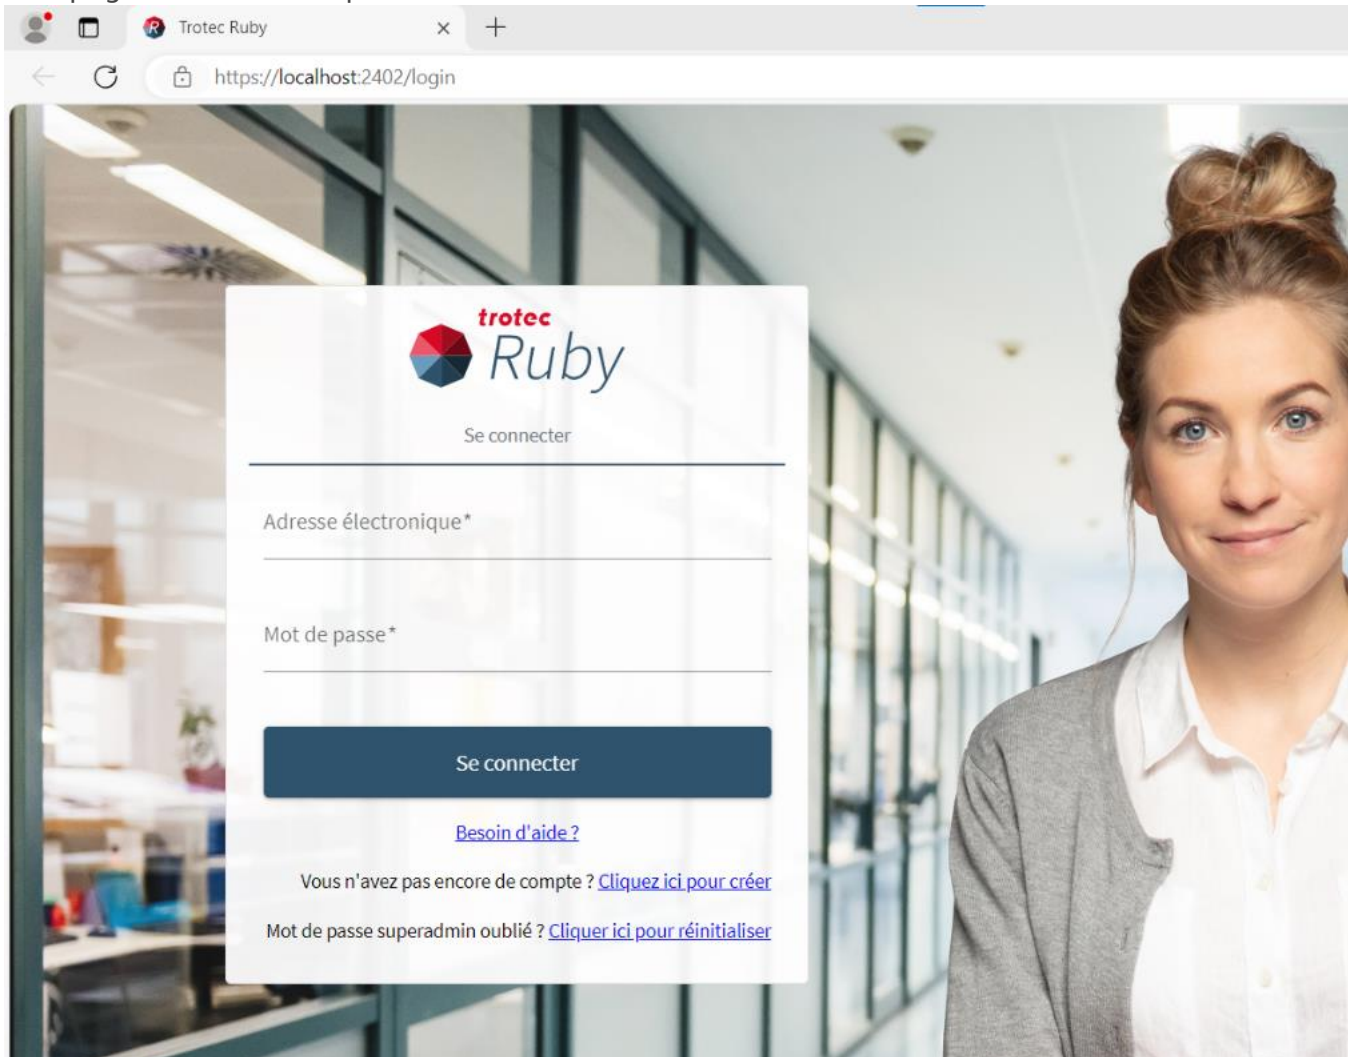 Trotec Ruby
https://localhost:2402/login
trotec
Ruby
Se connecter
Adresse électronique*
Mot de passe*
Se connecter
Besoin d'aide ?
Vous n'avez pas encore de compte ? Cliquez ici pour créer
Mot de passe superadmin oublié ? Cliquer ici pour réinitialiser